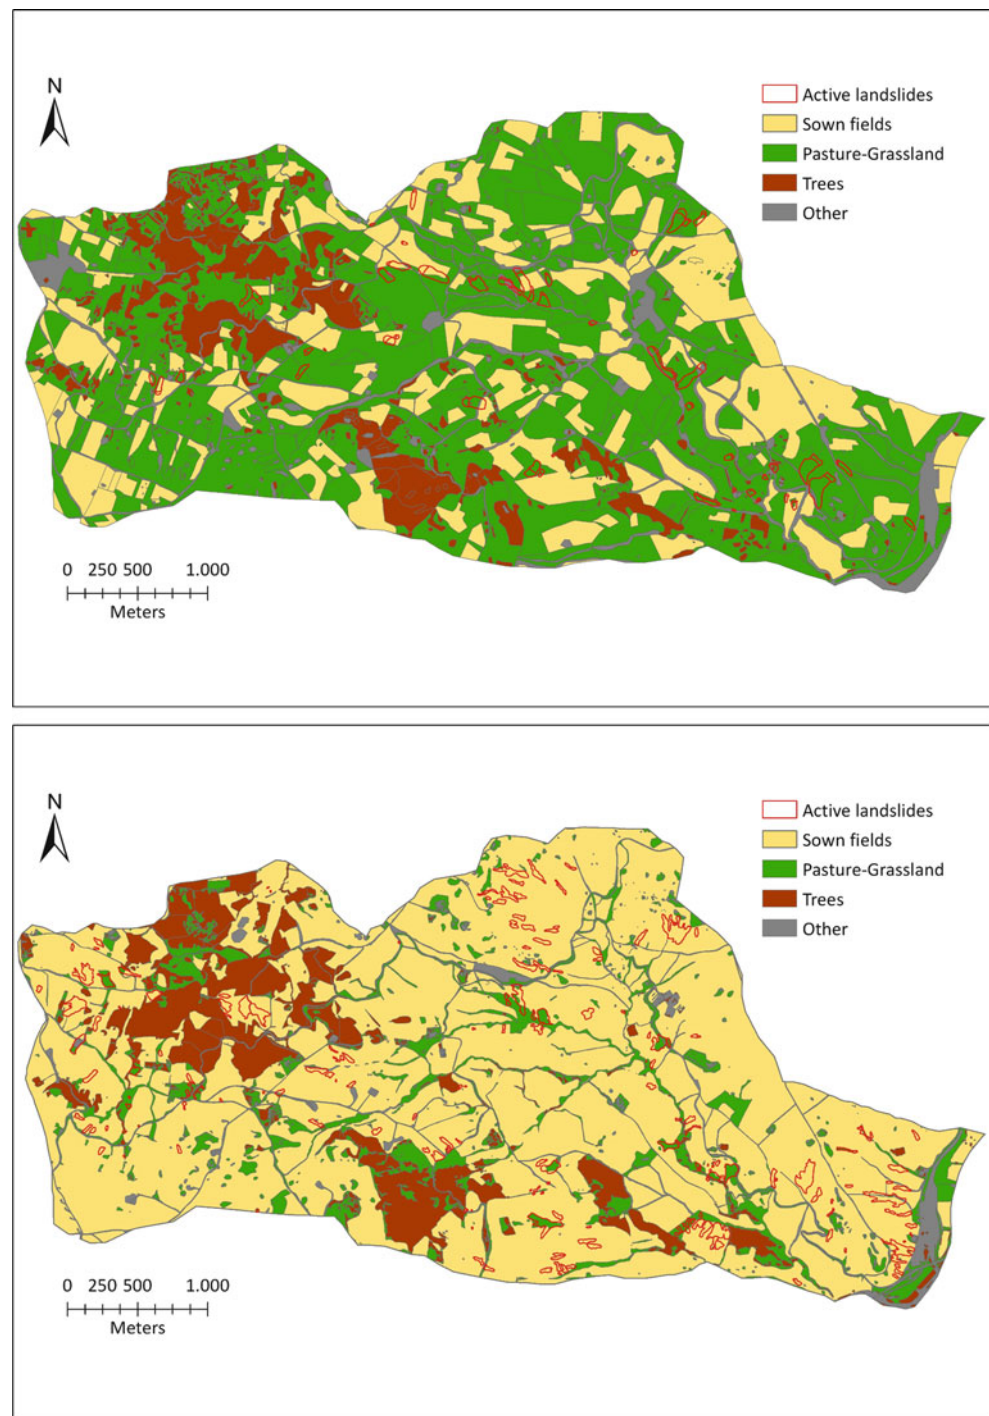 N
Active landslides
Sown fields
Pasture-Grassland
Trees
Other
0 250 500 1.000
Meters
N
Active landslides
Sown fields
Pasture-Grassland
Trees
Other
0 250 500 1.000
Meters